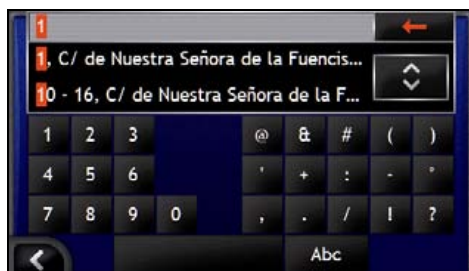 1
1, C/ de Nuestra Señora de la Fuencis...
10 - 16, C/ de Nuestra Señora de la F...
1 2 3 @ & # ( )
4 5 6 ' + : - °
7 8 9 0 , . / ! ?
Abc